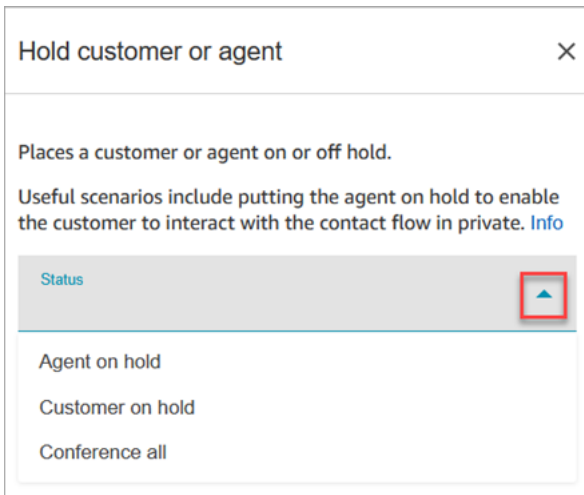 Hold customer or agent
Places a customer or agent on or off hold.
Useful scenarios include putting the agent on hold to enable
the customer to interact with the contact flow in private. Info
Status
Agent on hold
Customer on hold
Conference all